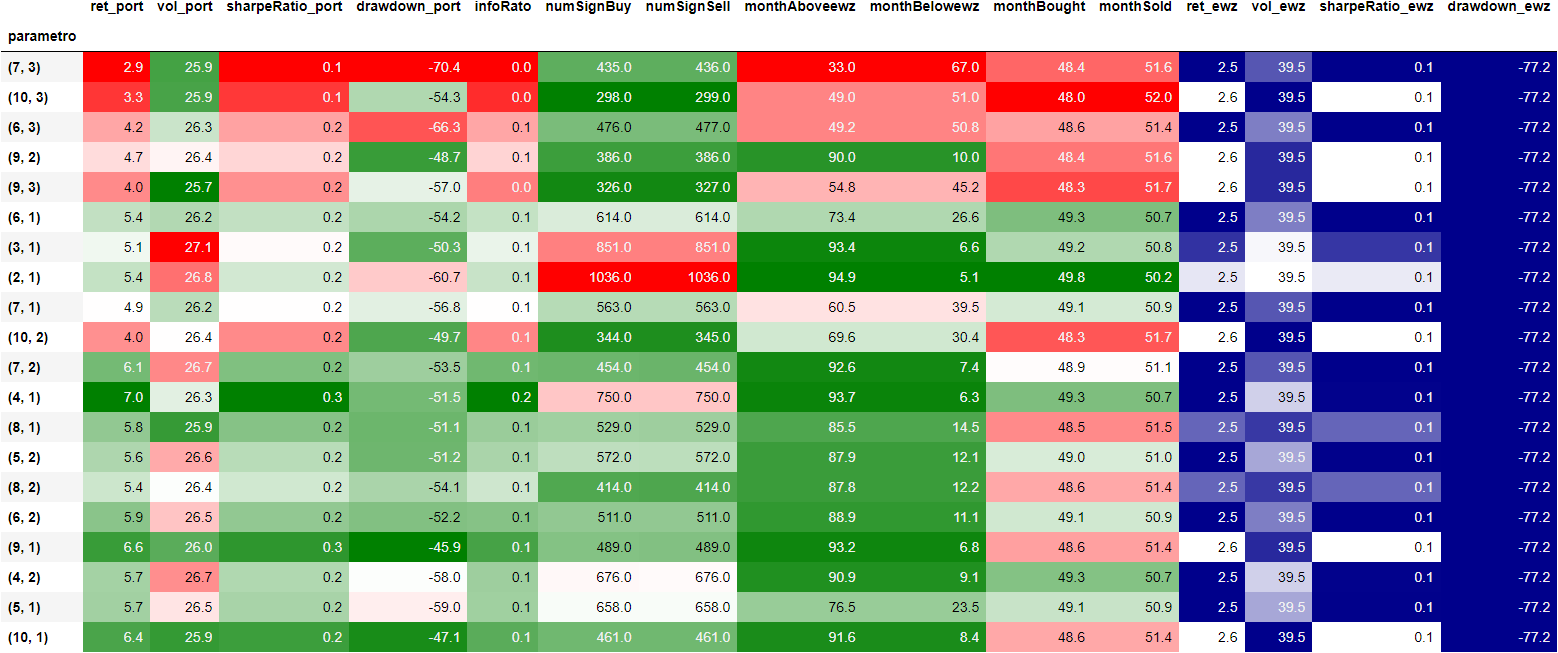 ret_port vol_port sharpeRatio_port drawdown_port infoRato numSignBuy numSignSell monthAboveewz monthBelowewz monthBought monthSold ret_ewz vol_ewz sharpeRatio_ewz drawdown_ewz
parametro
(7, 3) 2.9 25.9 0.1 -70.4 0.0 435.0 436.0 33.0 67.0 48.4 51.6 2.5 39.5 0.1 -77.2
(10, 3) 3.3 25.9 0.1 -54.3 0.0 298.0 299.0 49.0 51.0 48.0 52.0 2.6 39.5 0.1 -77.2
(6, 3) 4.2 26.3 0.2 -66.3 0.1 476.0 477.0 49.2 50.8 48.6 51.4 2.5 39.5 0.1 -77.2
(9, 2) 4.7 26.4 0.2 -48.7 0.1 386.0 386.0 90.0 10.0 48.4 51.6 2.6 39.5 0.1 -77.2
(9, 3) 4.0 25.7 0.2 -57.0 0.0 326.0 327.0 54.8 45.2 48.3 51.7 2.6 39.5 0.1 -77.2
(6, 1) 5.4 26.2 0.2 -54.2 0.1 614.0 614.0 73.4 26.6 49.3 50.7 2.5 39.5 0.1 -77.2
(3, 1) 5.1 27.1 0.2 -50.3 0.1 851.0 851.0 93.4 6.6 49.2 50.8 2.5 39.5 0.1 -77.2
(2, 1) 5.4 26.8 0.2 -60.7 0.1 1036.0 1036.0 94.9 5.1 49.8 50.2 2.5 39.5 0.1 -77.2
(7, 1) 4.9 26.2 0.2 -56.8 0.1 563.0 563.0 60.5 39.5 49.1 50.9 2.5 39.5 0.1 -77.2
(10, 2) 4.0 26.4 0.2 -49.7 0.1 344.0 345.0 69.6 30.4 48.3 51.7 2.6 39.5 0.1 -77.2
(7, 2) 6.1 26.7 0.2 -53.5 0.1 454.0 454.0 92.6 7.4 48.9 51.1 2.5 39.5 0.1 -77.2
(4, 1) 7.0 26.3 0.3 -51.5 0.2 750.0 750.0 93.7 6.3 49.3 50.7 2.5 39.5 0.1 -77.2
(8, 1) 5.8 25.9 0.2 -51.1 0.1 529.0 529.0 85.5 14.5 48.5 51.5 2.5 39.5 0.1 -77.2
(5, 2) 5.6 26.6 0.2 -51.2 0.1 572.0 572.0 87.9 12.1 49.0 51.0 2.5 39.5 0.1 -77.2
(8, 2) 5.4 26.4 0.2 -54.1 0.1 414.0 414.0 87.8 12.2 48.6 51.4 2.5 39.5 0.1 -77.2
(6, 2) 5.9 26.5 0.2 -52.2 0.1 511.0 511.0 88.9 11.1 49.1 50.9 2.5 39.5 0.1 -77.2
(9, 1) 6.6 26.0 0.3 -45.9 0.1 489.0 489.0 93.2 6.8 48.6 51.4 2.6 39.5 0.1 -77.2
(4, 2) 5.7 26.7 0.2 -58.0 0.1 676.0 676.0 90.9 9.1 49.3 50.7 2.5 39.5 0.1 -77.2
(5, 1) 5.7 26.5 0.2 -59.0 0.1 658.0 658.0 76.5 23.5 49.1 50.9 2.5 39.5 0.1 -77.2
(10, 1) 6.4 25.9 0.2 -47.1 0.1 461.0 461.0 91.6 8.4 48.6 51.4 2.6 39.5 0.1 -77.2